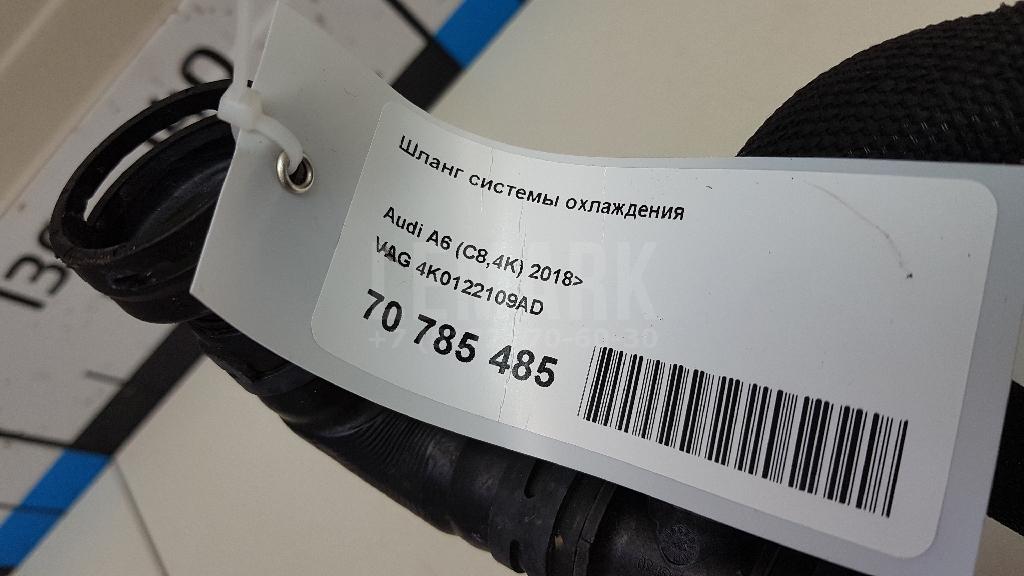 Шланг системы охлаждения
Audi A6 (C8,4K) 2018>
VAG 4K0122109AD
70 785 485